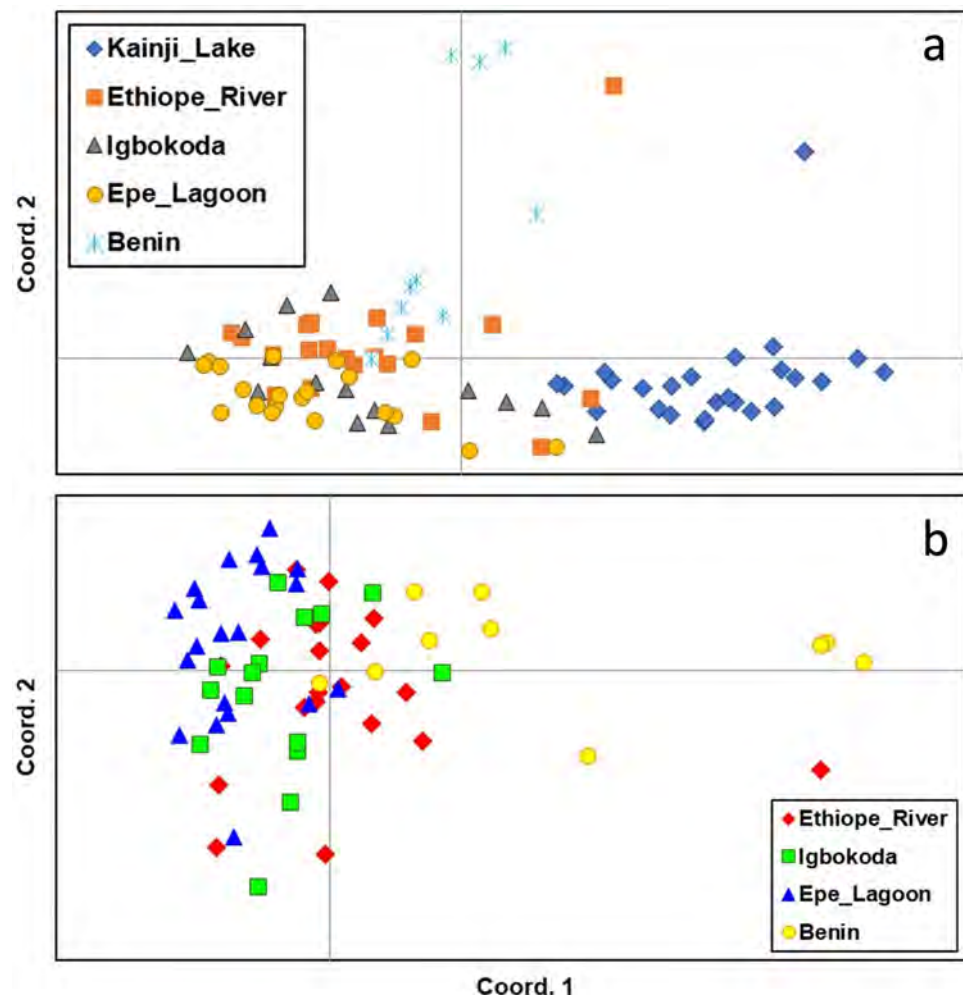 a
Kainji_Lake
Ethiope_River
Igbokoda
Epe_Lagoon
Benin
Coord. 2
b
Coord. 2
Ethiope_River
Igbokoda
Epe_Lagoon
Benin
Coord. 1